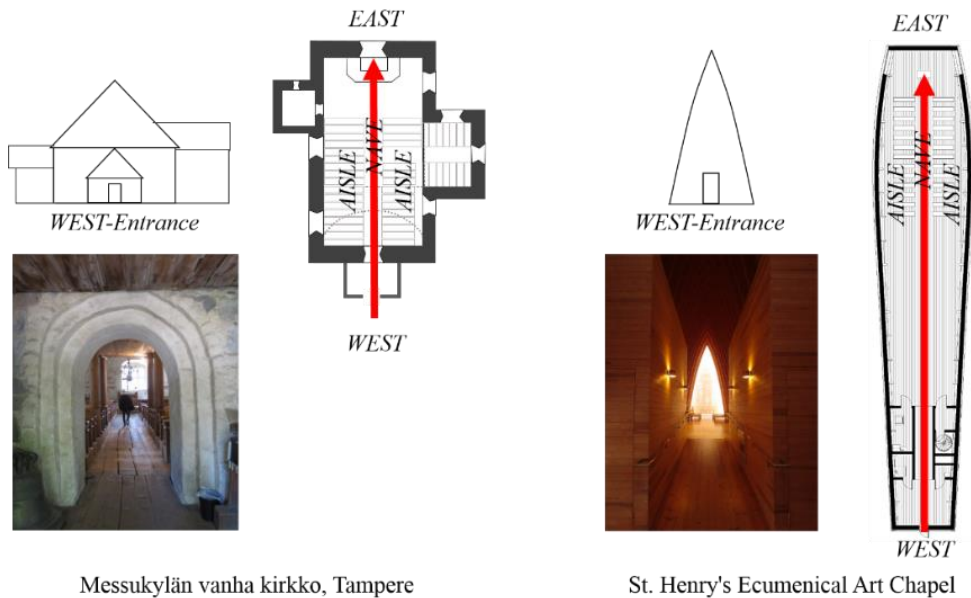 EAST
WEST-Entrance
AISLE
NAVE
AISLE
WEST
Messukylän vanha kirkko, Tampere
EAST
WEST-Entrance
AISLE
NAVE
AISLE
WEST
St. Henry's Ecumenical Art Chapel